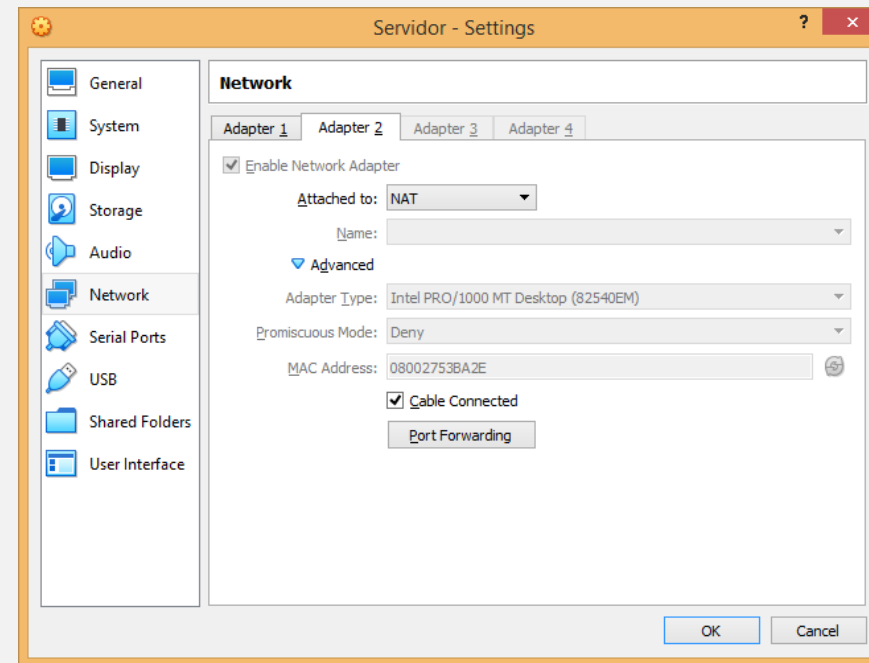 Servidor - Settings
?
×
General
System
Display
Storage
Audio
Network
Serial Ports
USB
Shared Folders
User Interface
Network
Adapter 1 Adapter 2 Adapter 3 Adapter 4
Enable Network Adapter
Attached to: NAT
Name:
Advanced
Adapter Type: Intel PRO/1000 MT Desktop (82540EM)
Promiscuous Mode: Deny
MAC Address: 08002753BA2E
Cable Connected
Port Forwarding
OK Cancel